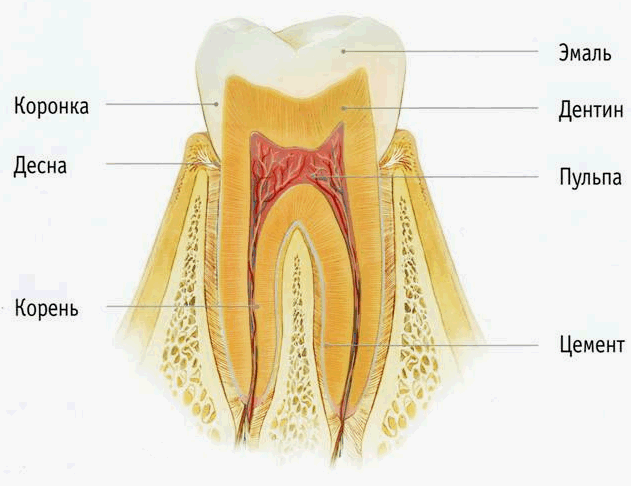 Эмаль
Коронка
Дентин
Десна
Пульпа
Корень
Цемент